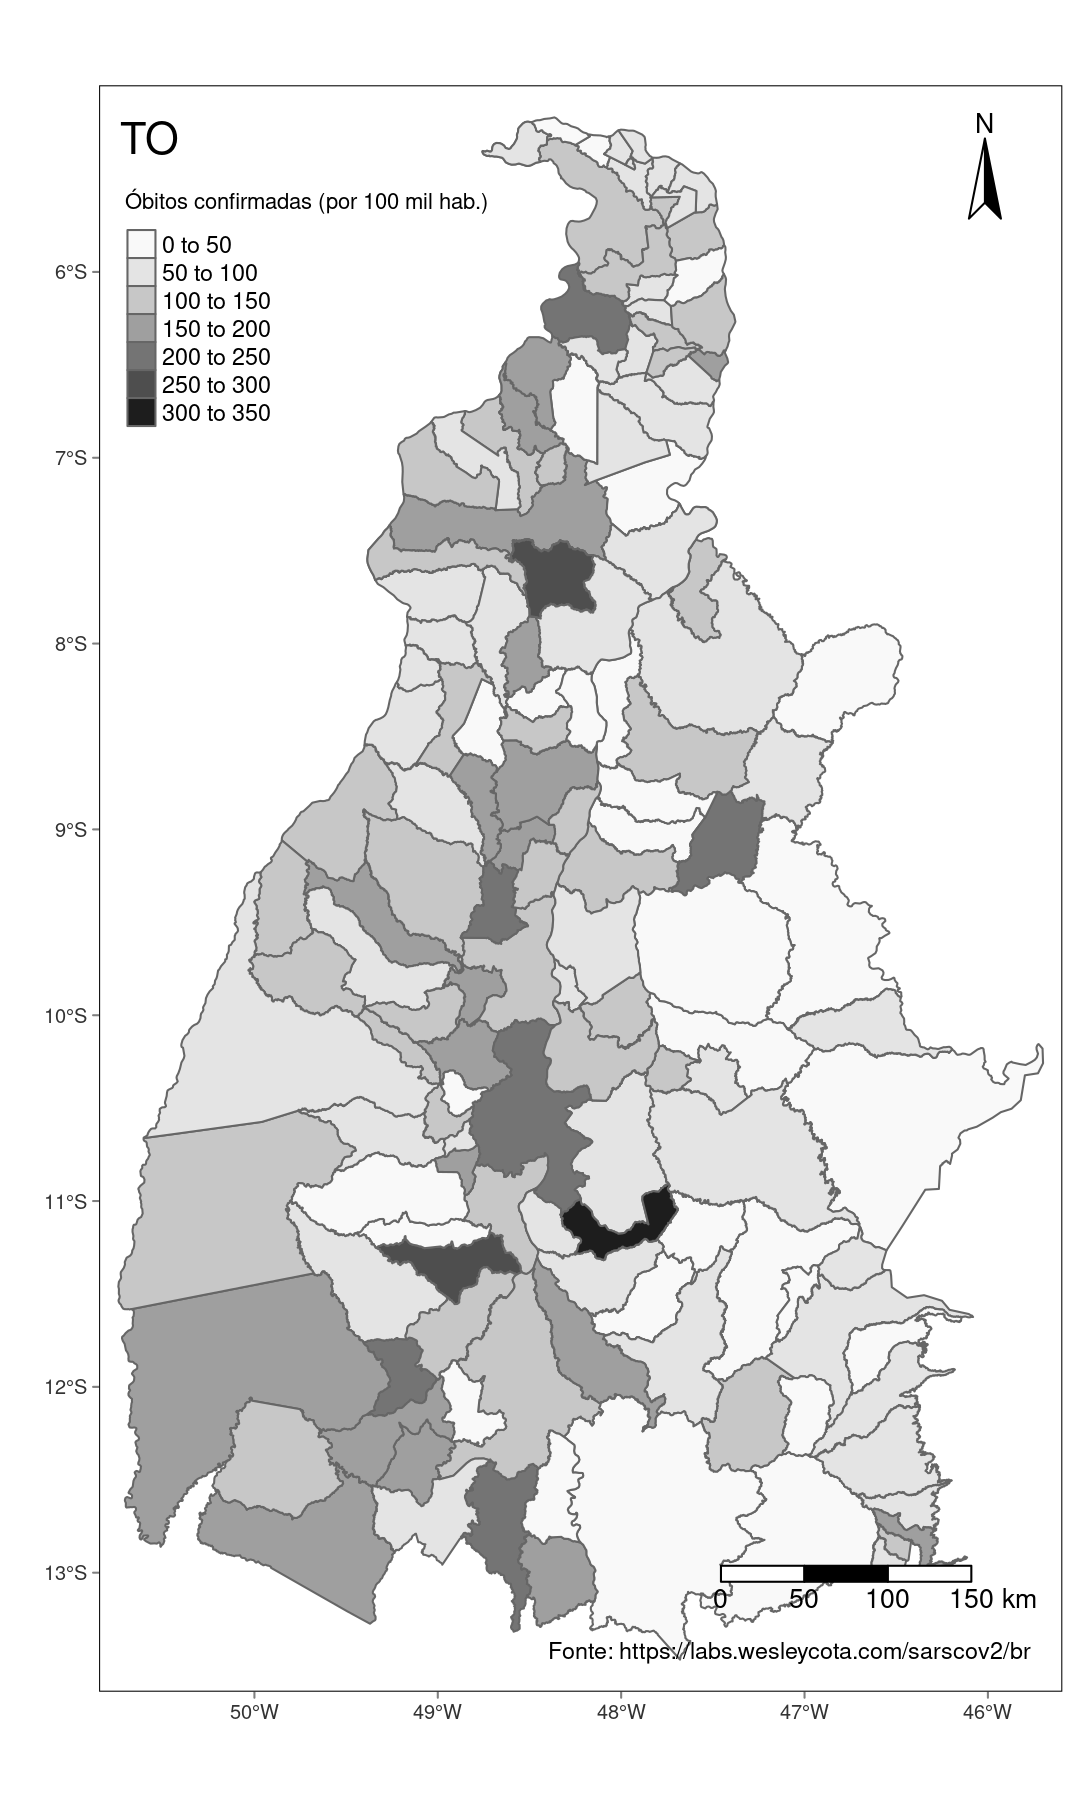 TO
N
Óbitos confirmadas (por 100 mil hab.)
0 to 50
50 to 100
100 to 150
150 to 200
200 to 250
250 to 300
300 to 350
6°S
7°S
8°S
9°S
10°S
11°S
12°S
13°S
0 50 100 150 km
Fonte: https://labs.wesleycota.com/sarscov2/br
50°W 49°W 48°W 47°W 46°W